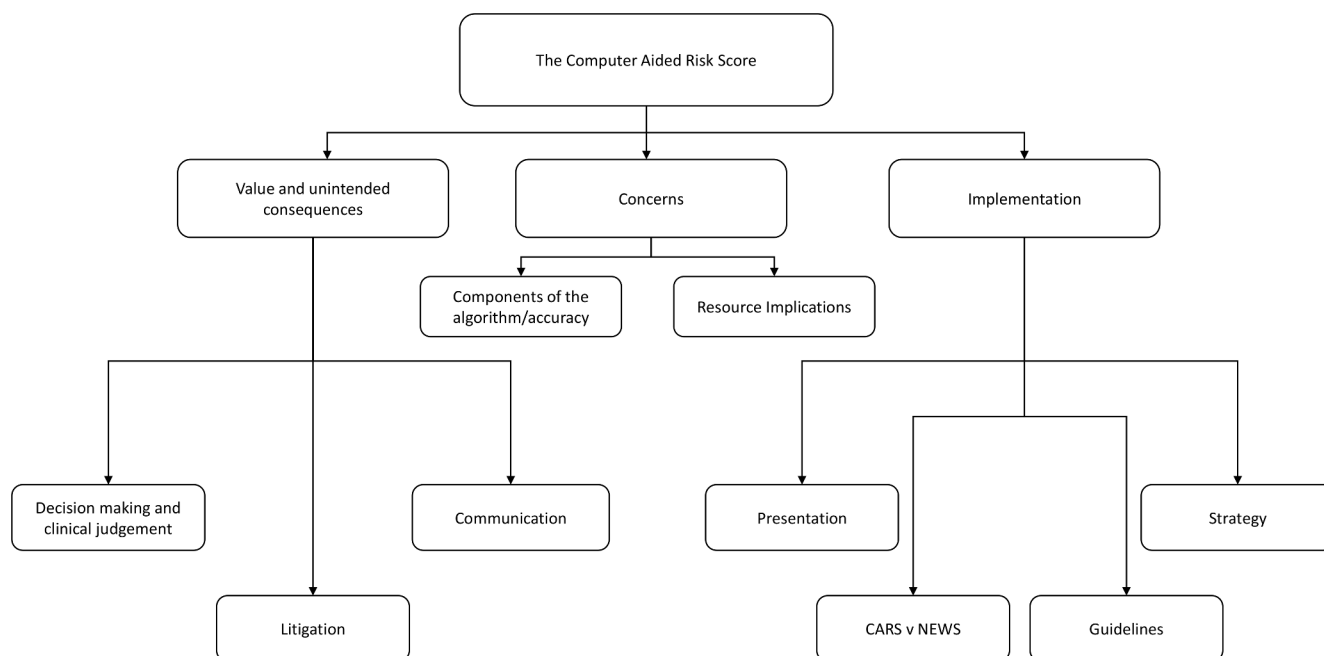 The Computer Aided Risk Score
Value and unintended
consequences
Concerns
Implementation
Components of the
algorithm/accuracy
Resource Implications
Decision making and
clinical judgement
Communication
Presentation
Strategy
Litigation
CARS v NEWS
Guidelines